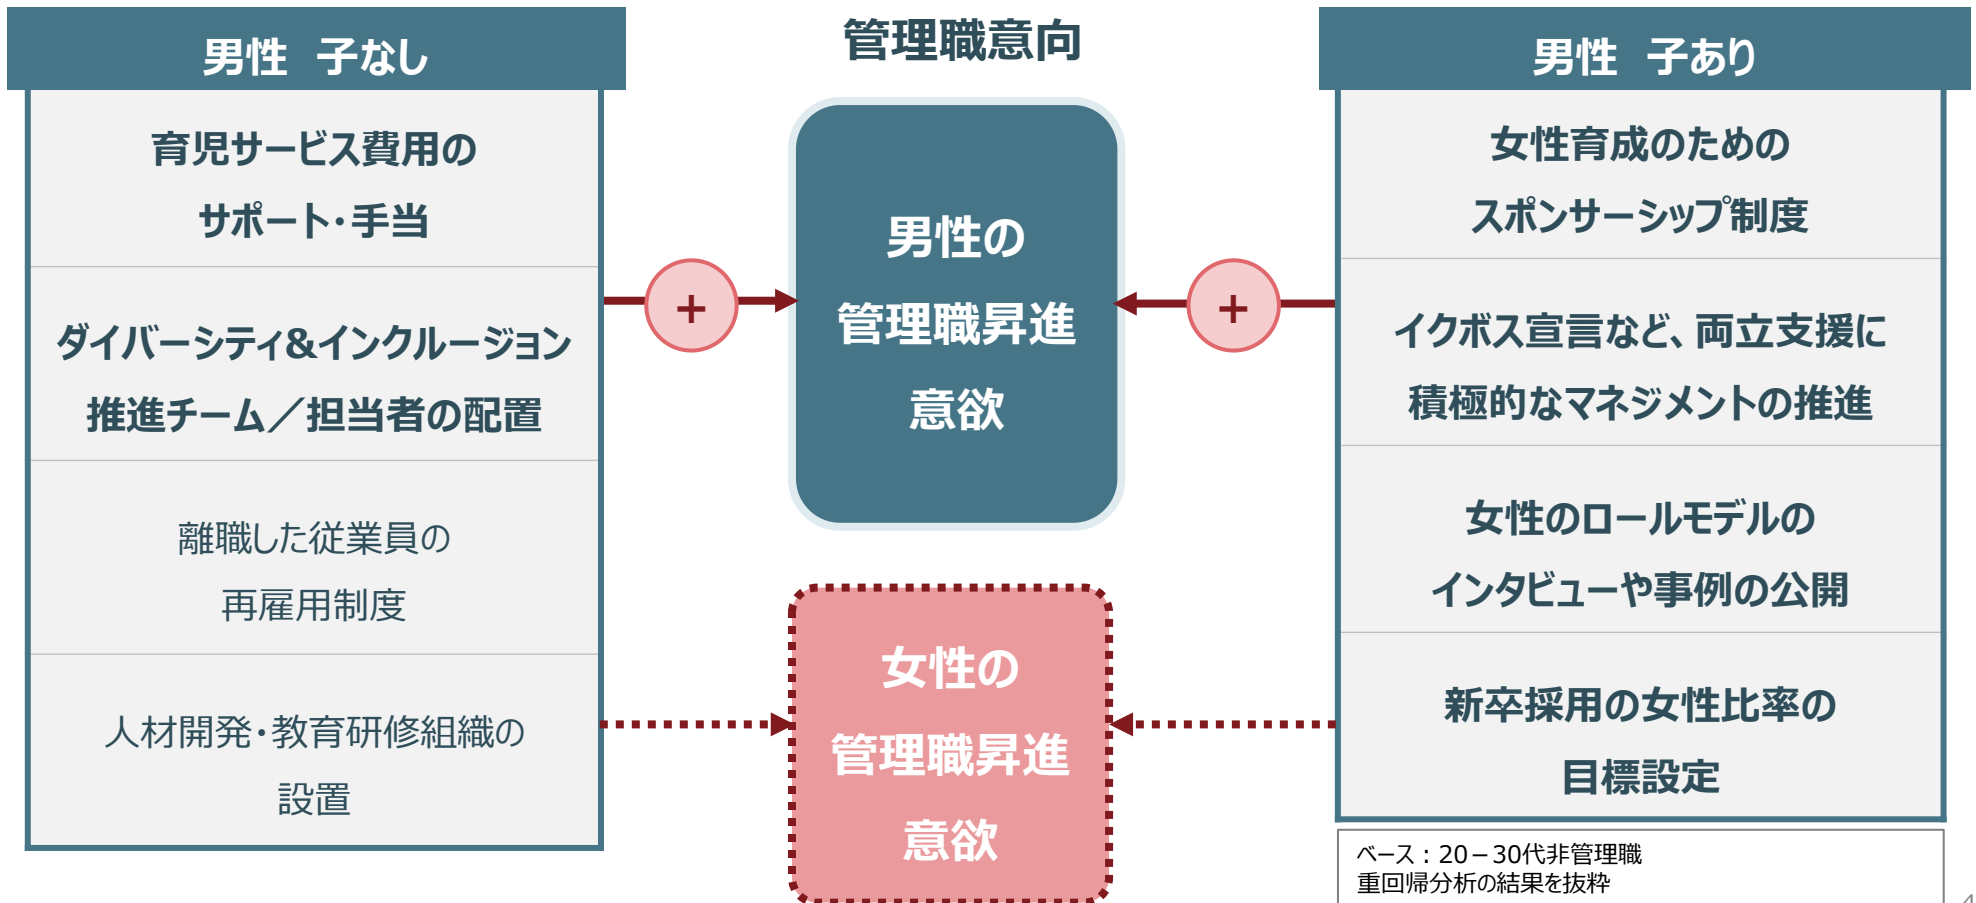 男性 子なし
育児サービス費用の
サポート・手当
ダイバーシティ&インクルージョン
推進チーム／担当者の配置
離職した従業員の
再雇用制度
人材開発・教育研修組織の
設置
管理職意向
+
男性の
管理職昇進
意欲
+
女性の
管理職昇進
意欲
男性 子あり
女性育成のための
スポンサーシップ制度
イクボス宣言など、両立支援に
積極的なマネジメントの推進
女性のロールモデルの
インタビューや事例の公開
新卒採用の女性比率の
目標設定
ベース：20－30代非管理職
重回帰分析の結果を抜粋